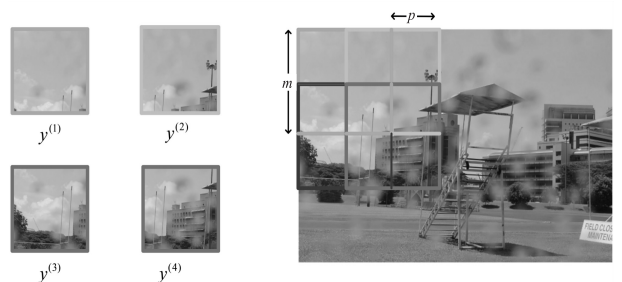 y(1)
y(2)
y(3)
y(4)
p
m
FIELD CLOS
MAINTENA